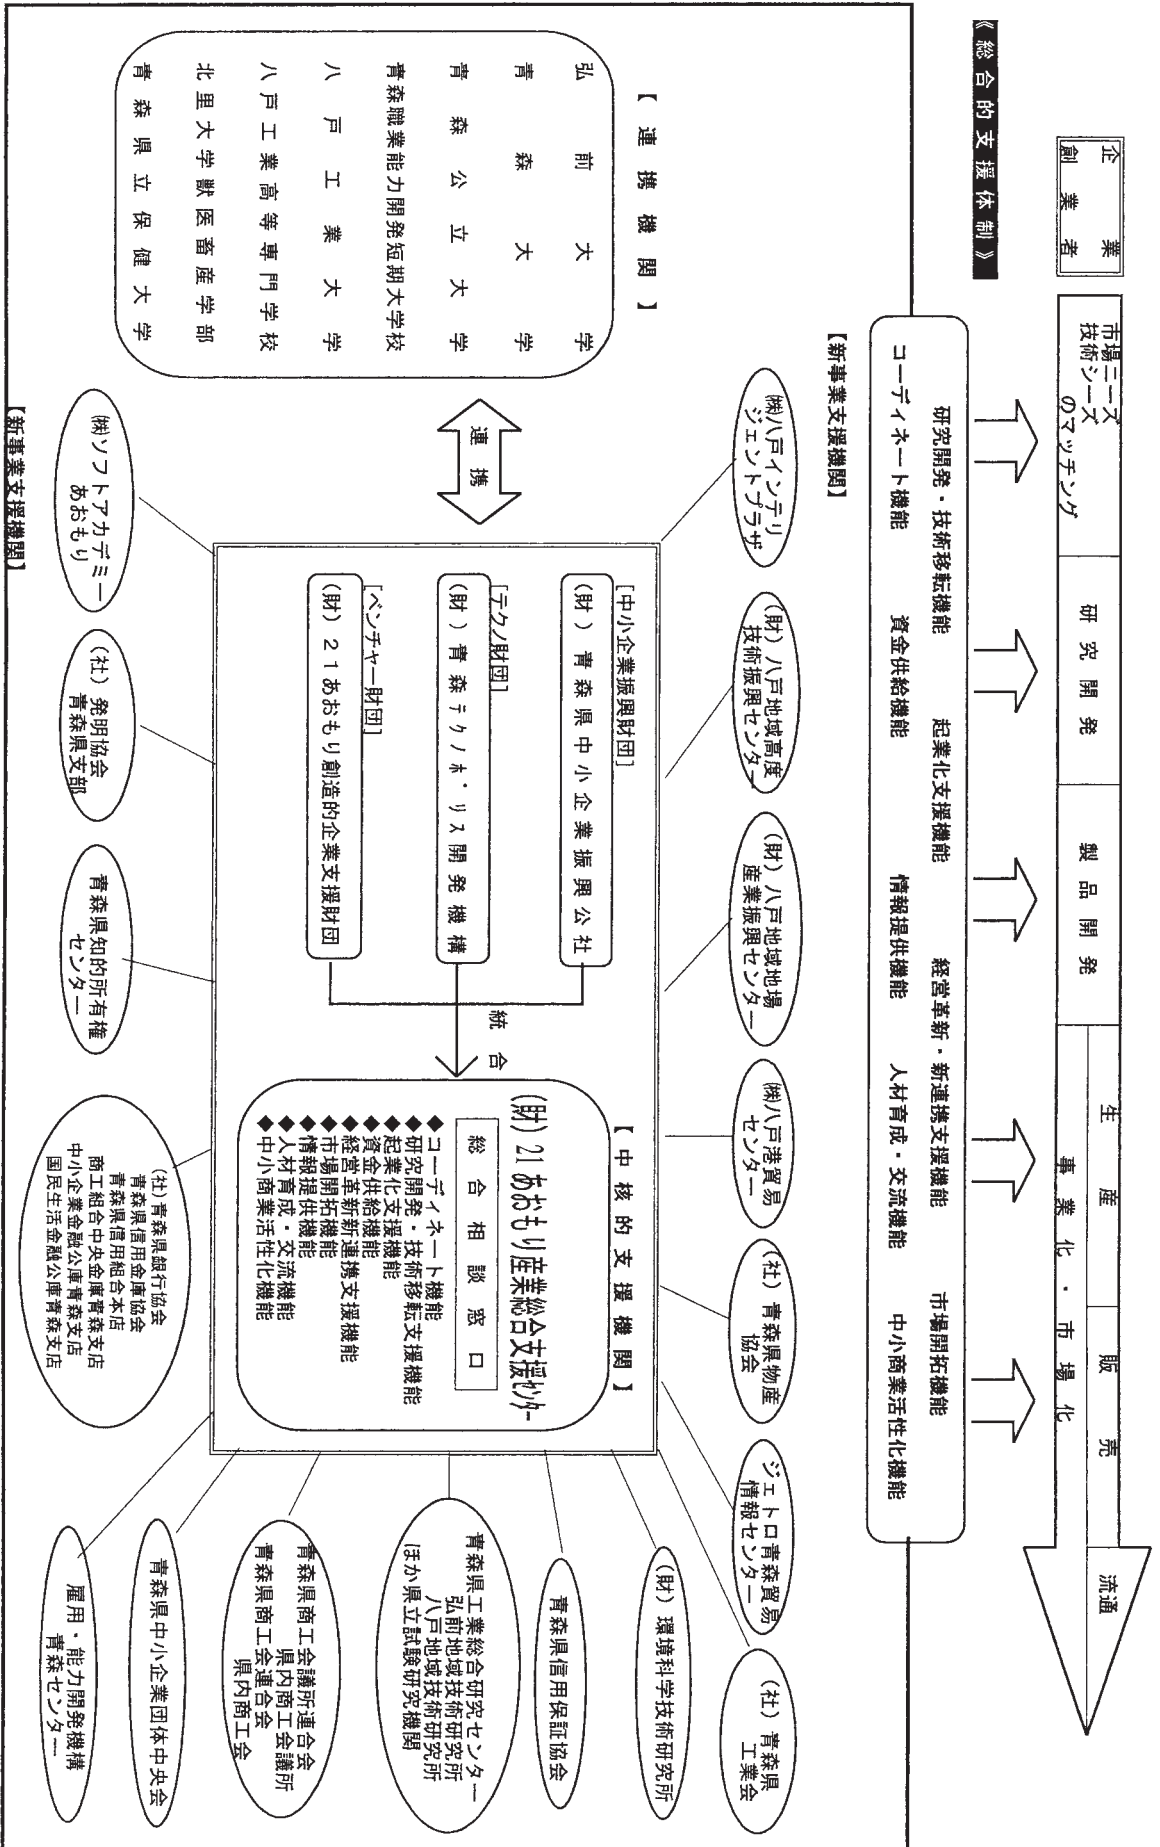 《総合的支援体制》
企業
創業者
市場ニーズ
技術シーズ
のマッチング
研究開発
製品開発
生産
販売
事業化・市場化
流通
研究開発・技術移転機能
起業化支援機能
経営革新・新連携支援機能
市場開拓機能
コーディネート機能
資金供給機能
情報提供機能
人材育成・交流機能
中小商業活性化機能
【連携機関】
弘前大学
青森大学
青森公立大学
青森職業能力開発短期大学校
八戸工業大学
八戸工業高等専門学校
北里大学獣医畜産学部
青森県立保健大学
連携
【新事業支援機関】
㈱八戸インテリ
ジェントプラザ
(財)八戸地域高度
技術振興センター
(財)八戸地域地場
産業振興センター
㈱八戸港貿易
センター
(社)青森県物産
協会
ジェトロ青森貿易
情報センター
(社)青森県
工業会
[中小企業振興財団]
(財)青森県中小企業振興公社
[テクノ財団]
(財)青森テクノポリス開発機構
[ベンチャー財団]
(財)21あおもり創造的企業支援財団
統合
【中核的支援機関】
(財)21あおもり産業総合支援センター
総合相談窓口
◆コーディネート機能
◆研究開発・技術移転支援機能
◆起業化支援機能
◆資金供給機能
◆経営革新新連携支援機能
◆市場開拓機能
◆情報提供機能
◆人材育成・交流機能
◆中小商業活性化機能
(財)環境科学技術研究所
青森県信用保証協会
青森県工業総合研究センター
弘前地域技術研究所
八戸地域技術研究所
ほか県立試験研究機関
青森県商工会議所連合会
県内商工会議所
青森県商工会連合会
県内商工会
青森県中小企業団体中央会
雇用・能力開発機構
青森センター
㈱ソフトアカデミー
あおもり
(社)発明協会
青森県支部
青森県知的所有権
センター
(社)青森県銀行協会
青森県信用金庫協会
青森県信用組合本店
商工組合中央金庫青森支店
中小企業金融公庫青森支店
国民生活金融公庫青森支店
【新事業支援機関】